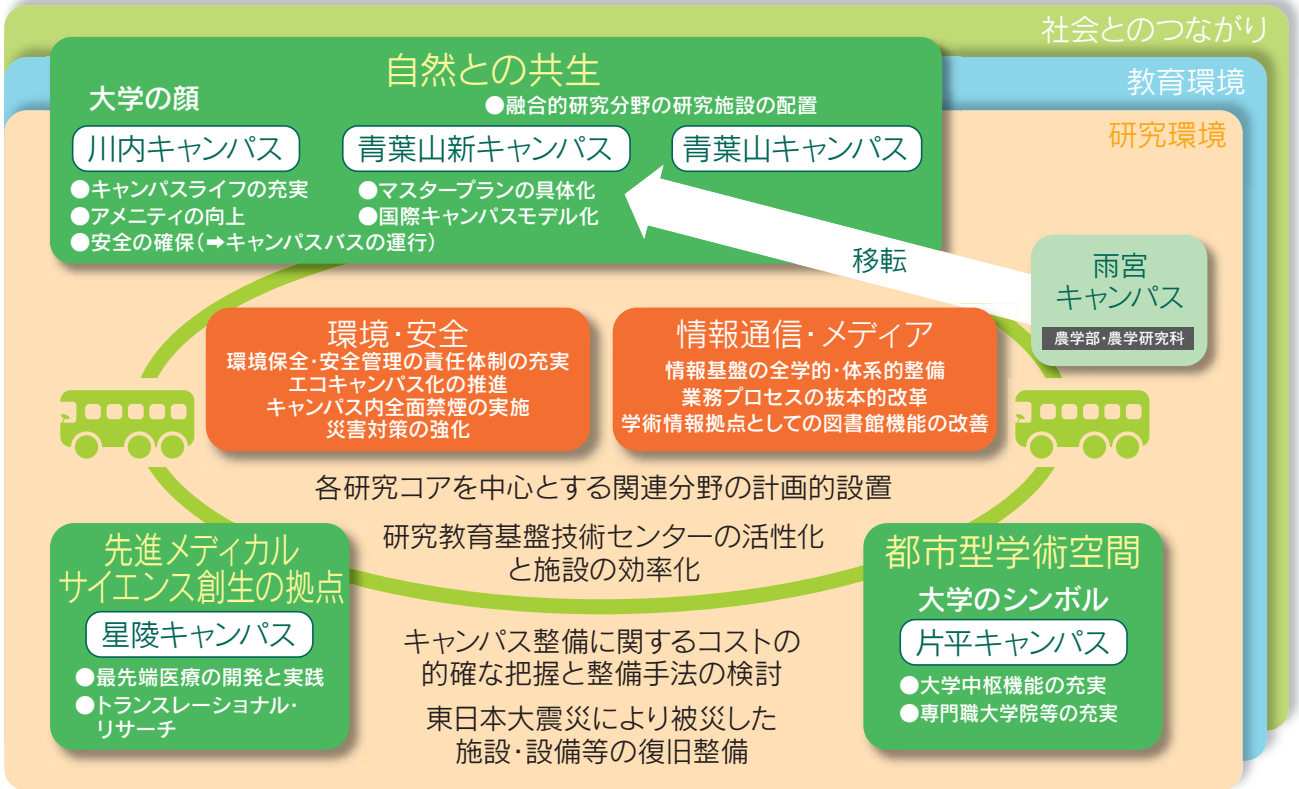 社会とのつながり
教育環境
研究環境
自然との共生
大学の顔
●融合的研究分野の研究施設の配置
川内キャンパス
青葉山新キャンパス
青葉山キャンパス
●キャンパスライフの充実
●アメニティの向上
●安全の確保(➡キャンパスバスの運行)
●マスタープランの具体化
●国際キャンパスモデル化
移転
雨宮
キャンパス
農学部・農学研究科
環境・安全
環境保全・安全管理の責任体制の充実
エコキャンパス化の推進
キャンパス内全面禁煙の実施
災害対策の強化
情報通信・メディア
情報基盤の全学的・体系的整備
業務プロセスの抜本的改革
学術情報拠点としての図書館機能の改善
各研究コアを中心とする関連分野の計画的設置
研究教育基盤技術センターの活性化
と施設の効率化
キャンパス整備に関するコストの
的確な把握と整備手法の検討
東日本大震災により被災した
施設・設備等の復旧整備
先進メディカル
サイエンス創生の拠点
星陵キャンパス
●最先端医療の開発と実践
●トランスレーショナル・
リサーチ
都市型学術空間
大学のシンボル
片平キャンパス
●大学中枢機能の充実
●専門職大学院等の充実